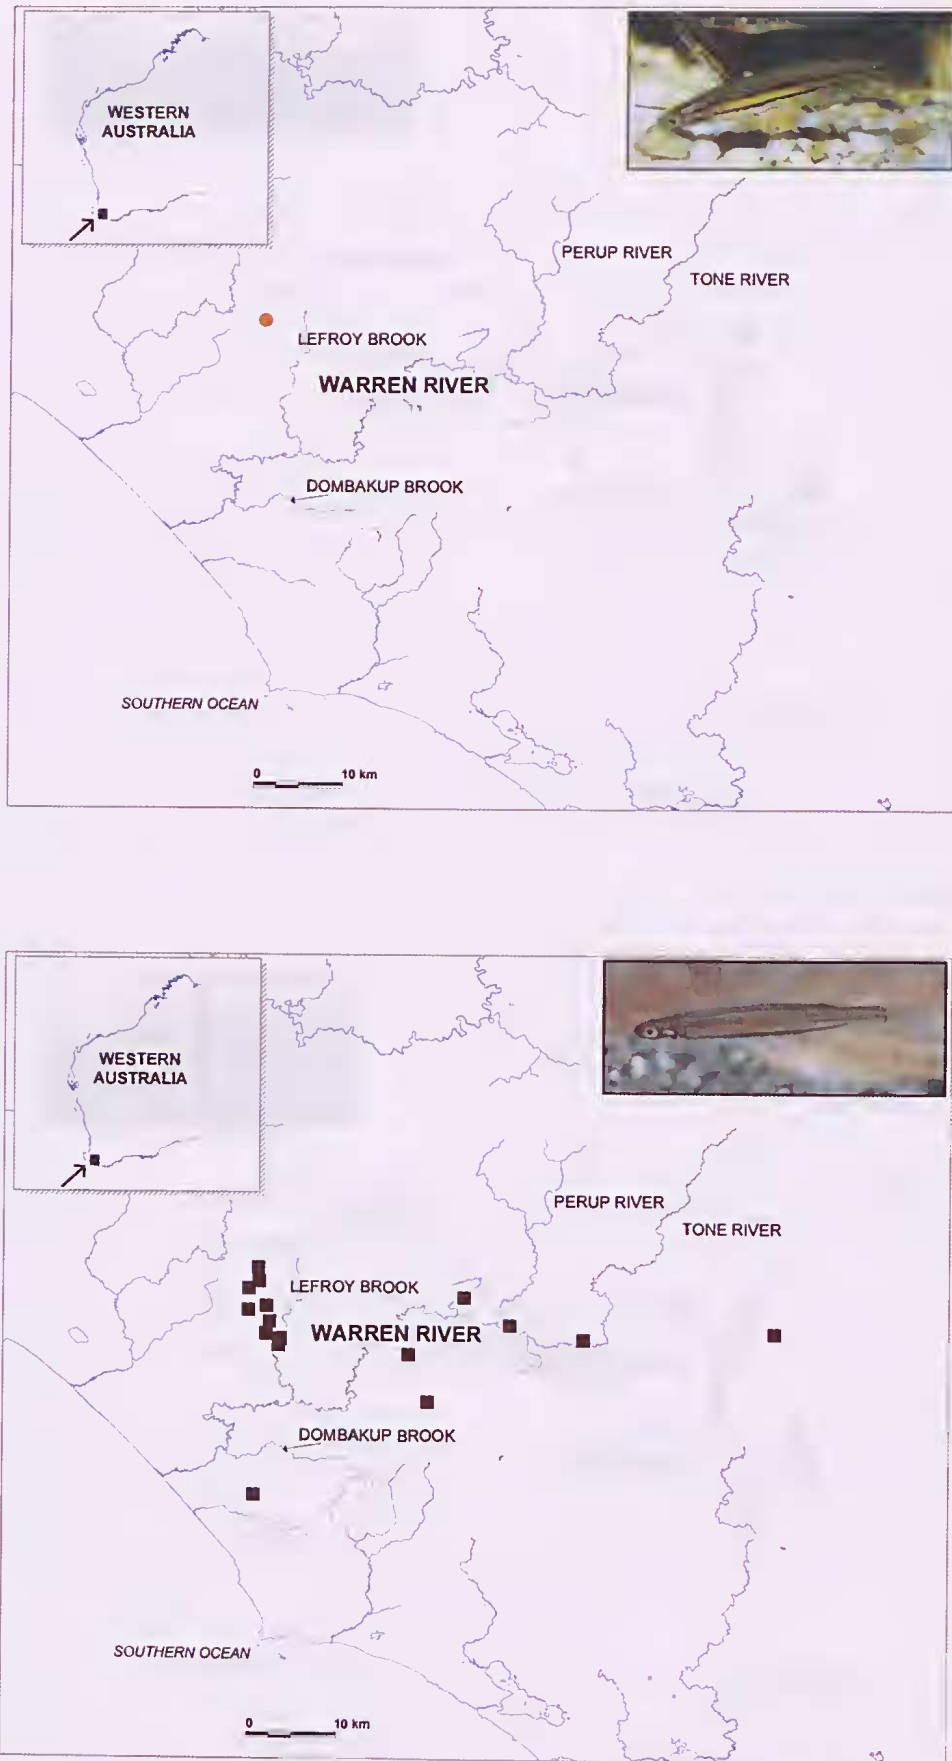 WESTERN
AUSTRALIA
PERUP RIVER
TONE RIVER
LEFROY BROOK
WARREN RIVER
DOMBAKUP BROOK
SOUTHERN OCEAN
0 10 km
WESTERN
AUSTRALIA
PERUP RIVER
TONE RIVER
LEFROY BROOK
WARREN RIVER
DOMBAKUP BROOK
SOUTHERN OCEAN
0 10 km